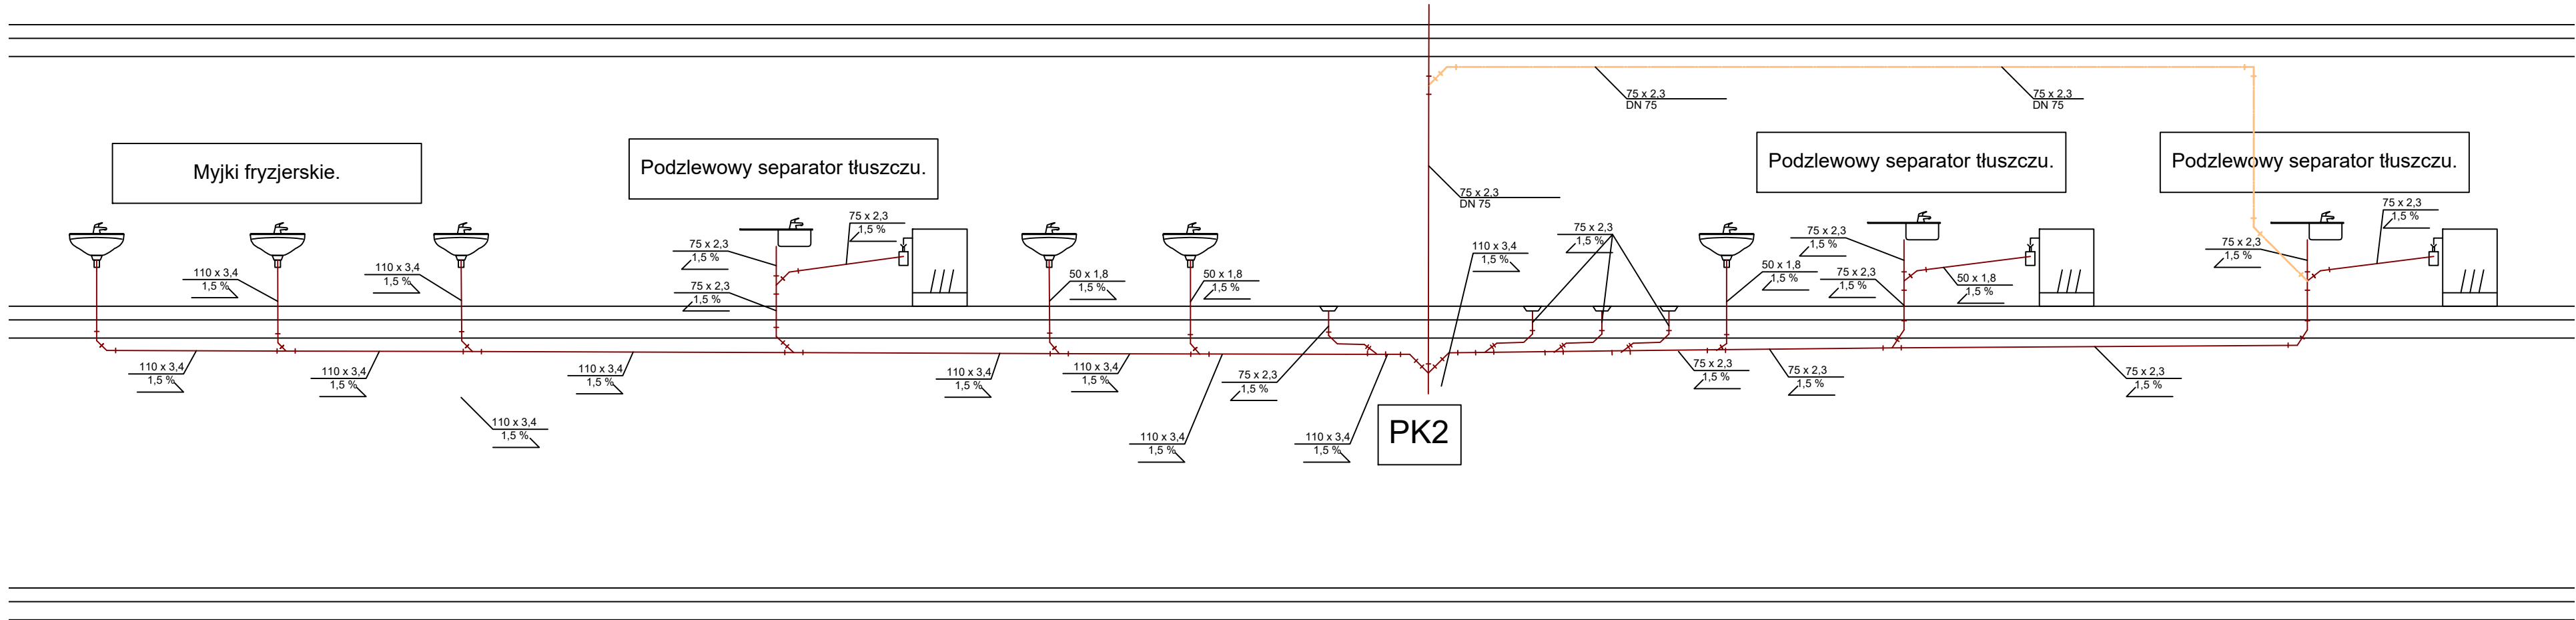 75 x 2,3
DN 75
75 x 2,3
DN 75
Myjki fryzjerskie.
Podzlewowy separator tłuszczu.
Podzlewowy separator tłuszczu.
Podzlewowy separator tłuszczu.
75 x 2,3
DN 75
75 x 2,3
1,5 %
75 x 2,3
1,5 %
75 x 2,3
1,5 %
75 x 2,3
1,5 %
75 x 2,3
1,5 %
75 x 2,3
1,5 %
110 x 3,4
1,5 %
110 x 3,4
1,5 %
110 x 3,4
1,5 %
50 x 1,8
1,5 %
50 x 1,8
1,5 %
50 x 1,8
1,5 %
75 x 2,3
1,5 %
50 x 1,8
1,5 %
75 x 2,3
1,5 %
110 x 3,4
1,5 %
110 x 3,4
1,5 %
110 x 3,4
1,5 %
110 x 3,4
1,5 %
110 x 3,4
1,5 %
75 x 2,3
1,5 %
75 x 2,3
1,5 %
75 x 2,3
1,5 %
75 x 2,3
1,5 %
110 x 3,4
1,5 %
110 x 3,4
1,5 %
110 x 3,4
1,5 %
PK2